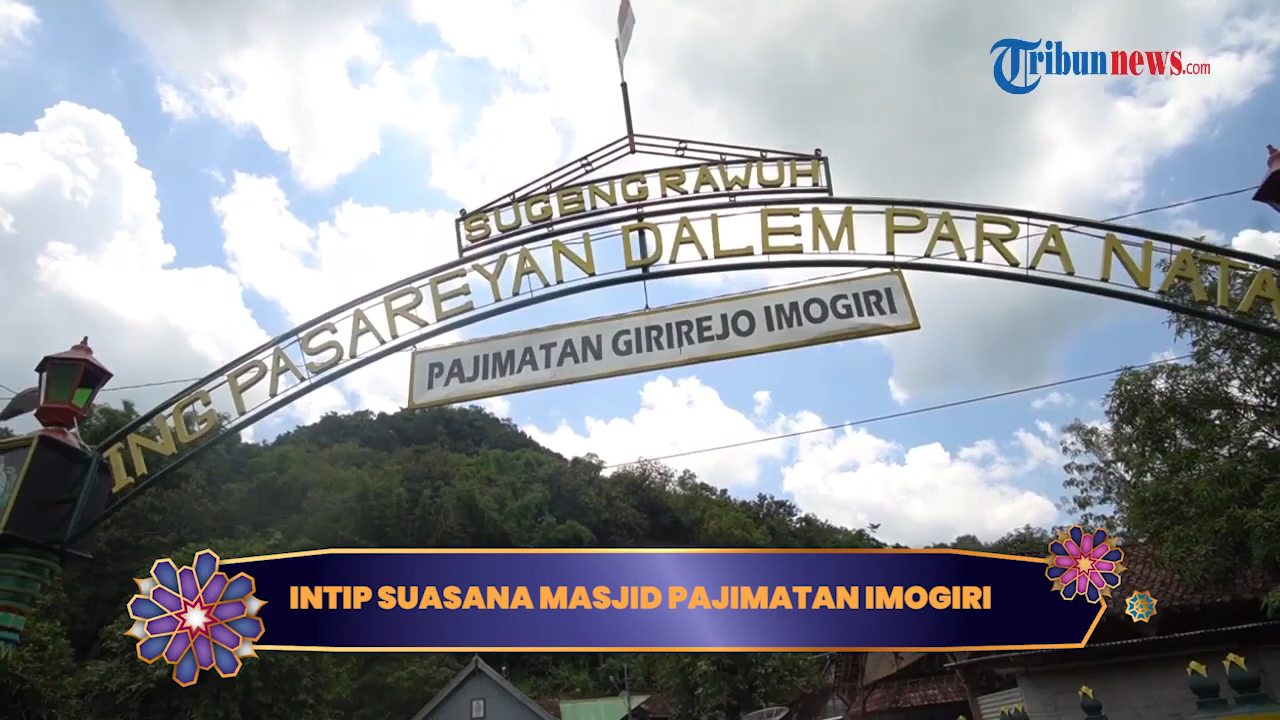 Tribunnews.com
SUGENG RAWUH
ING PASAREYAN DALEM PARA NATA
PAJIMATAN GIRIREJO IMOGIRI
INTIP SUASANA MASJID PAJIMATAN IMOGIRI